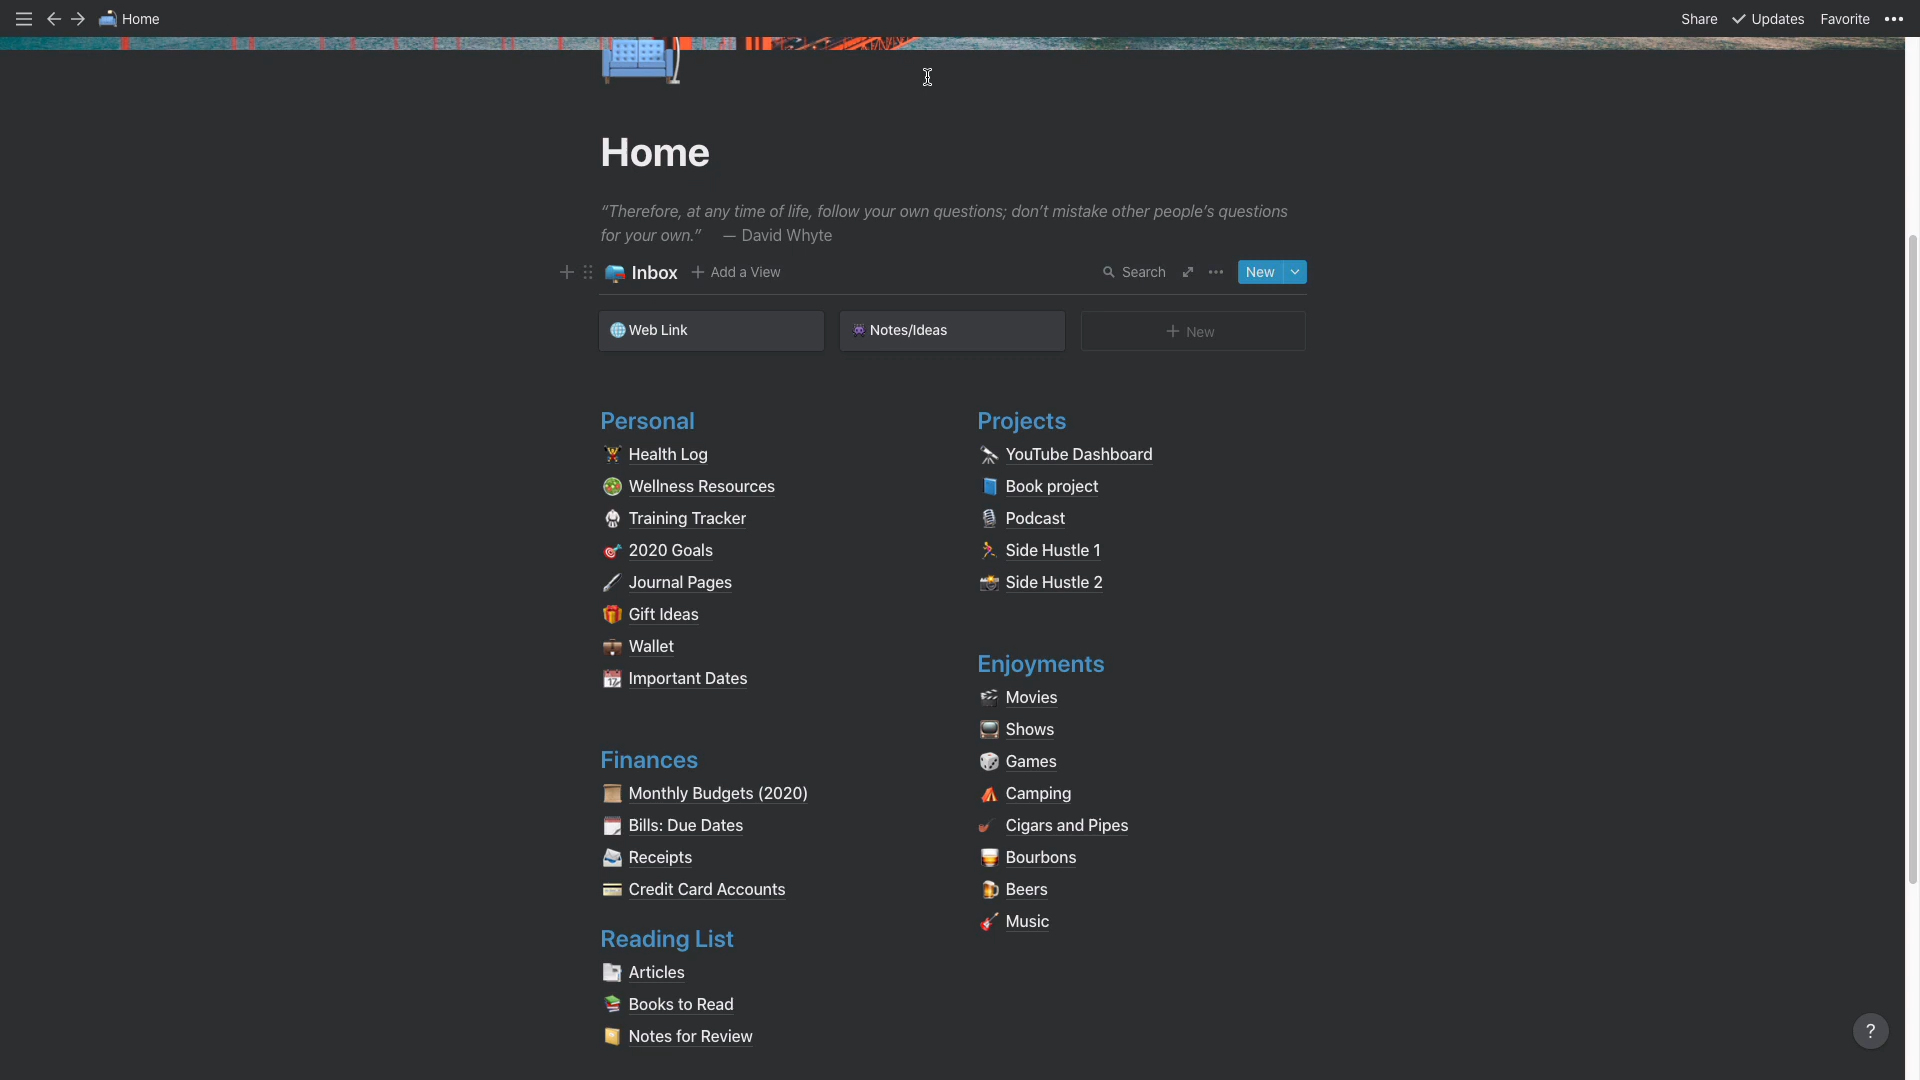 Home
Share
Updates
Favorite
Home
“Therefore, at any time of life, follow your own questions; don’t mistake other people’s questions
for your own.” — David Whyte
Inbox
Add a View
Search
New
Web Link
Notes/Ideas
New
Personal
Health Log
Wellness Resources
Training Tracker
2020 Goals
Journal Pages
Gift Ideas
Wallet
Important Dates
Finances
Monthly Budgets (2020)
Bills: Due Dates
Receipts
Credit Card Accounts
Reading List
Articles
Books to Read
Notes for Review
Projects
YouTube Dashboard
Book project
Podcast
Side Hustle 1
Side Hustle 2
Enjoyments
Movies
Shows
Games
Camping
Cigars and Pipes
Bourbons
Beers
Music
?